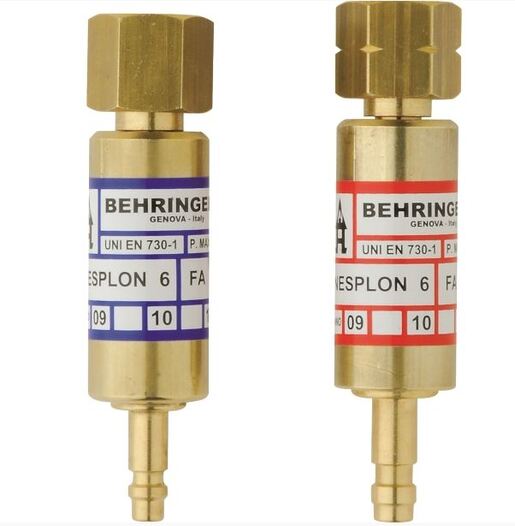 BEHRINGE
GENOVA - Italy
UNI EN 730-1 P. MA
ESPLON 6 FA
09 10
BEHRINGE
GENOVA - Italy
UNI EN 730-1 P. M
NESPLON 6 FA
09 10